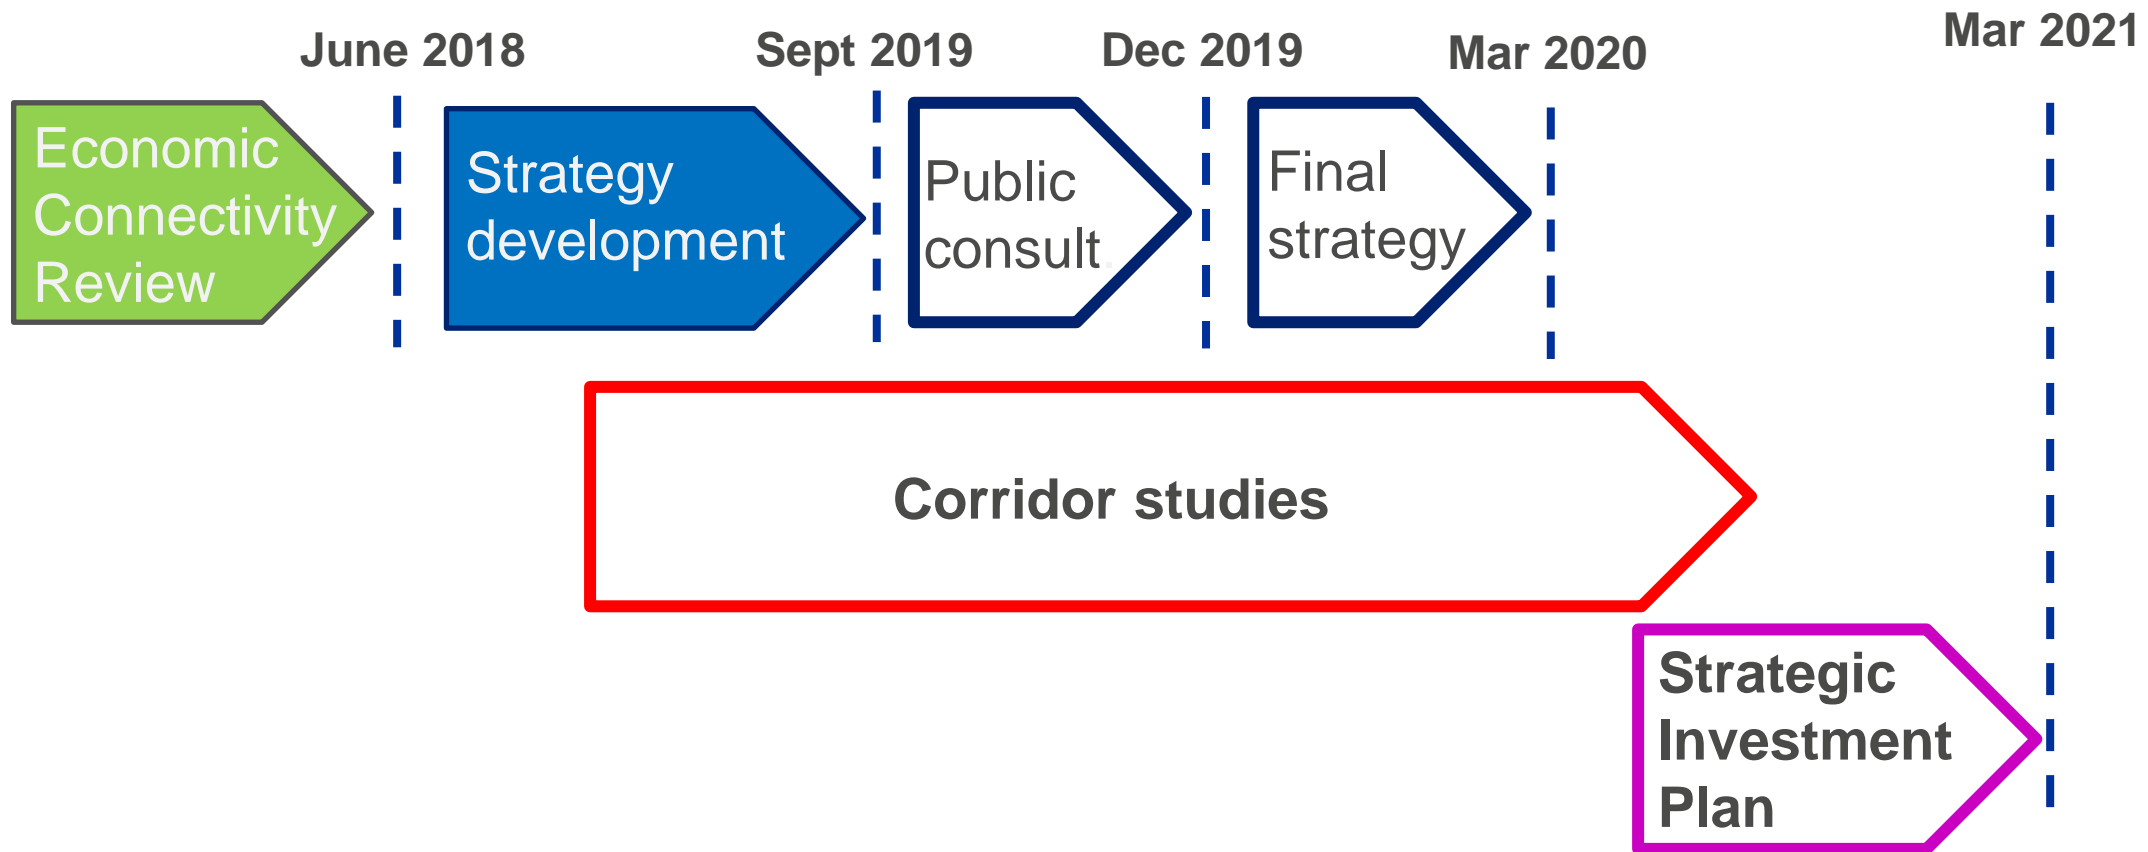 June 2018
Sept 2019
Dec 2019
Mar 2020
Mar 2021
Economic
Connectivity
Review
Strategy
development
Public
consult.
Final
strategy
Corridor studies
Strategic
Investment
Plan